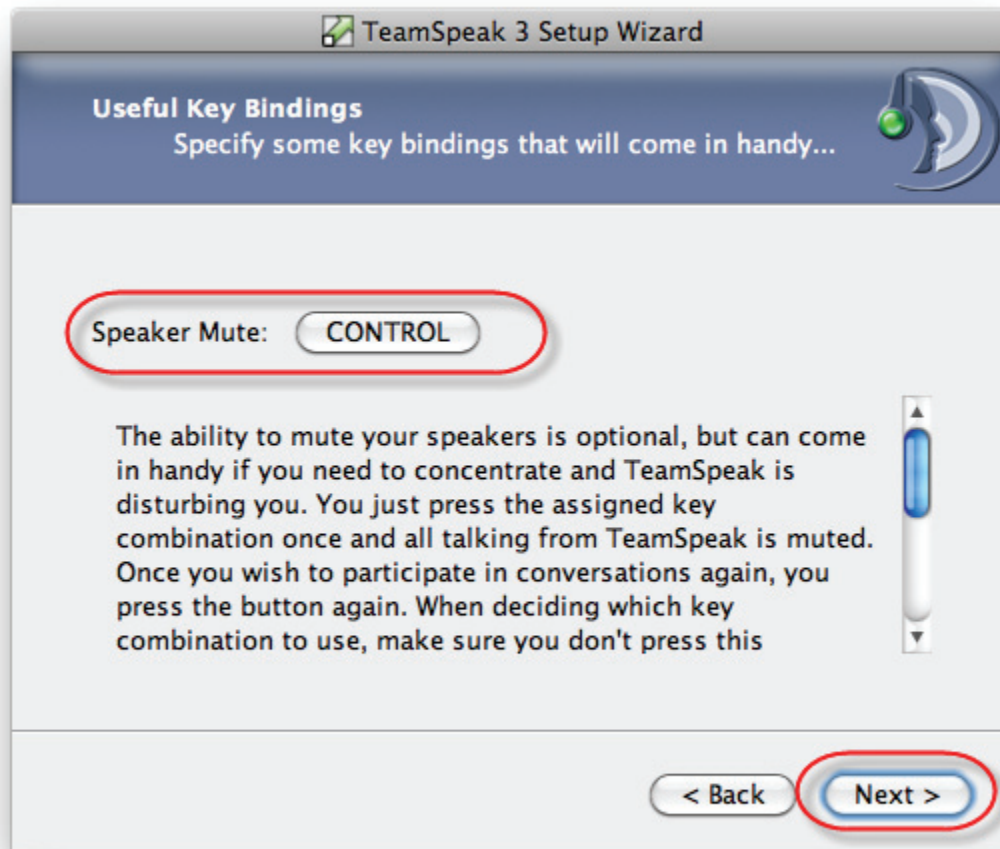 TeamSpeak 3 Setup Wizard
Useful Key Bindings
Specify some key bindings that will come in handy...
Speaker Mute: CONTROL
The ability to mute your speakers is optional, but can come
in handy if you need to concentrate and TeamSpeak is
disturbing you. You just press the assigned key
combination once and all talking from TeamSpeak is muted.
Once you wish to participate in conversations again, you
press the button again. When deciding which key
combination to use, make sure you don't press this
< Back Next >